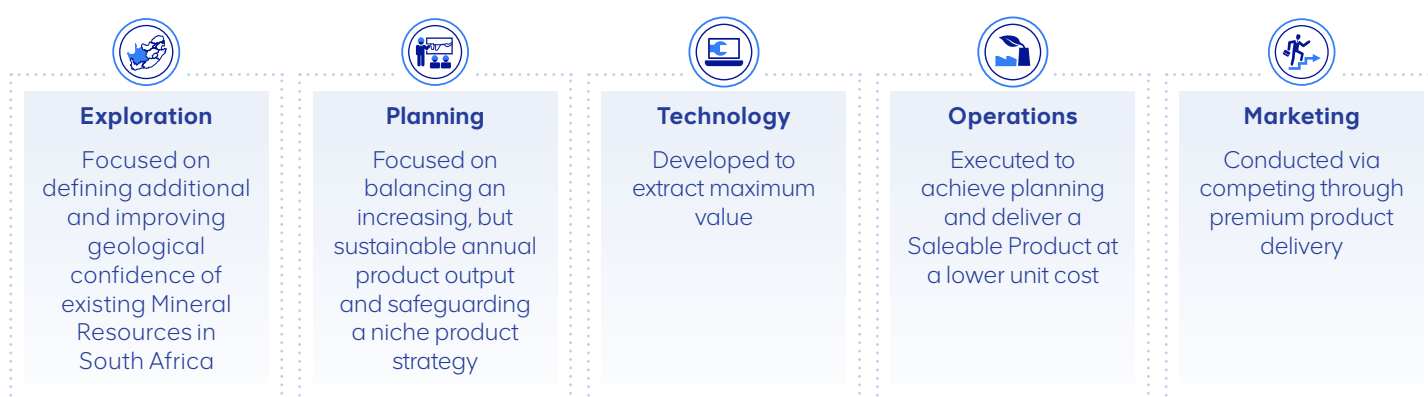 Exploration
Focused on
defining additional
and improving
geological
confidence of
existing Mineral
Resources in
South Africa
Planning
Focused on
balancing an
increasing, but
sustainable annual
product output
and safeguarding
a niche product
strategy
Technology
Developed to
extract maximum
value
Operations
Executed to
achieve planning
and deliver a
Saleable Product at
a lower unit cost
Marketing
Conducted via
competing through
premium product
delivery